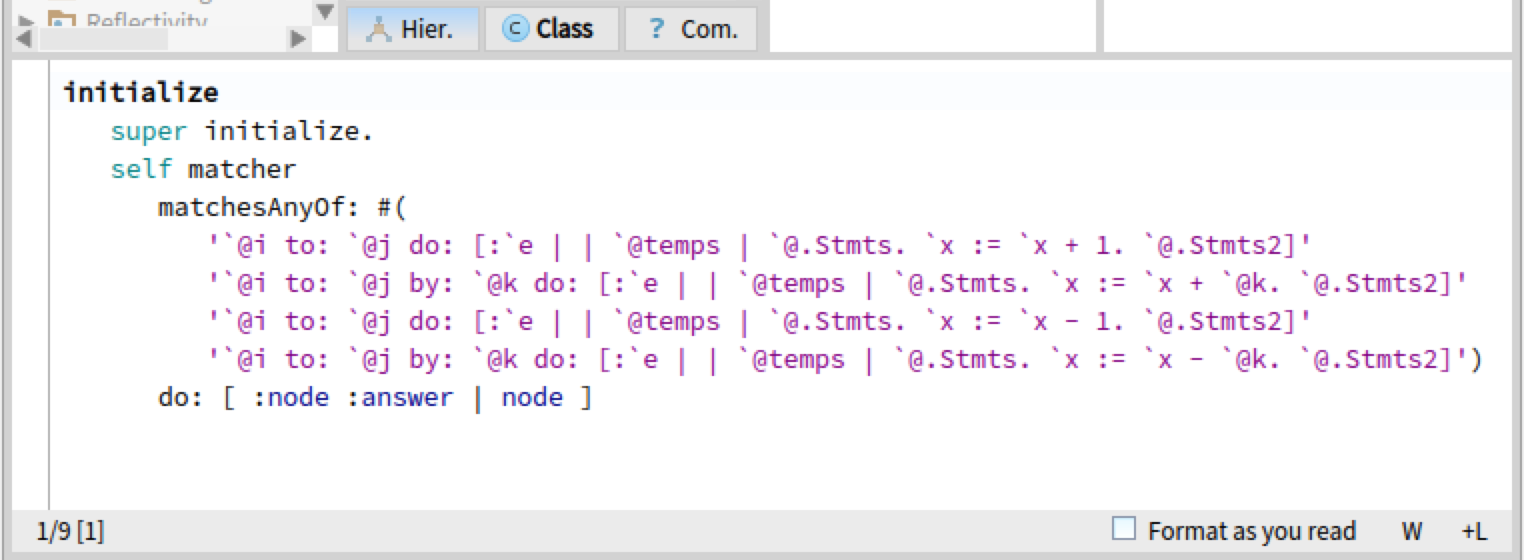 Reflectivity
Hier.
Class
? Com.
initialize
super initialize.
self matcher
matchesAnyOf: #(
'`@i to: `@j do: [:`e | | `@temps | `@.Stmts. `x := `x + 1. `@.Stmts2]'
'`@i to: `@j by: `@k do: [:`e | | `@temps | `@.Stmts. `x := `x + `@k. `@.Stmts2]'
'`@i to: `@j do: [:`e | | `@temps | `@.Stmts. `x := `x - 1. `@.Stmts2]'
'`@i to: `@j by: `@k do: [:`e | | `@temps | `@.Stmts. `x := `x - `@k. `@.Stmts2]')
do: [ :node :answer | node ]
1/9 [1]
Format as you read W +L